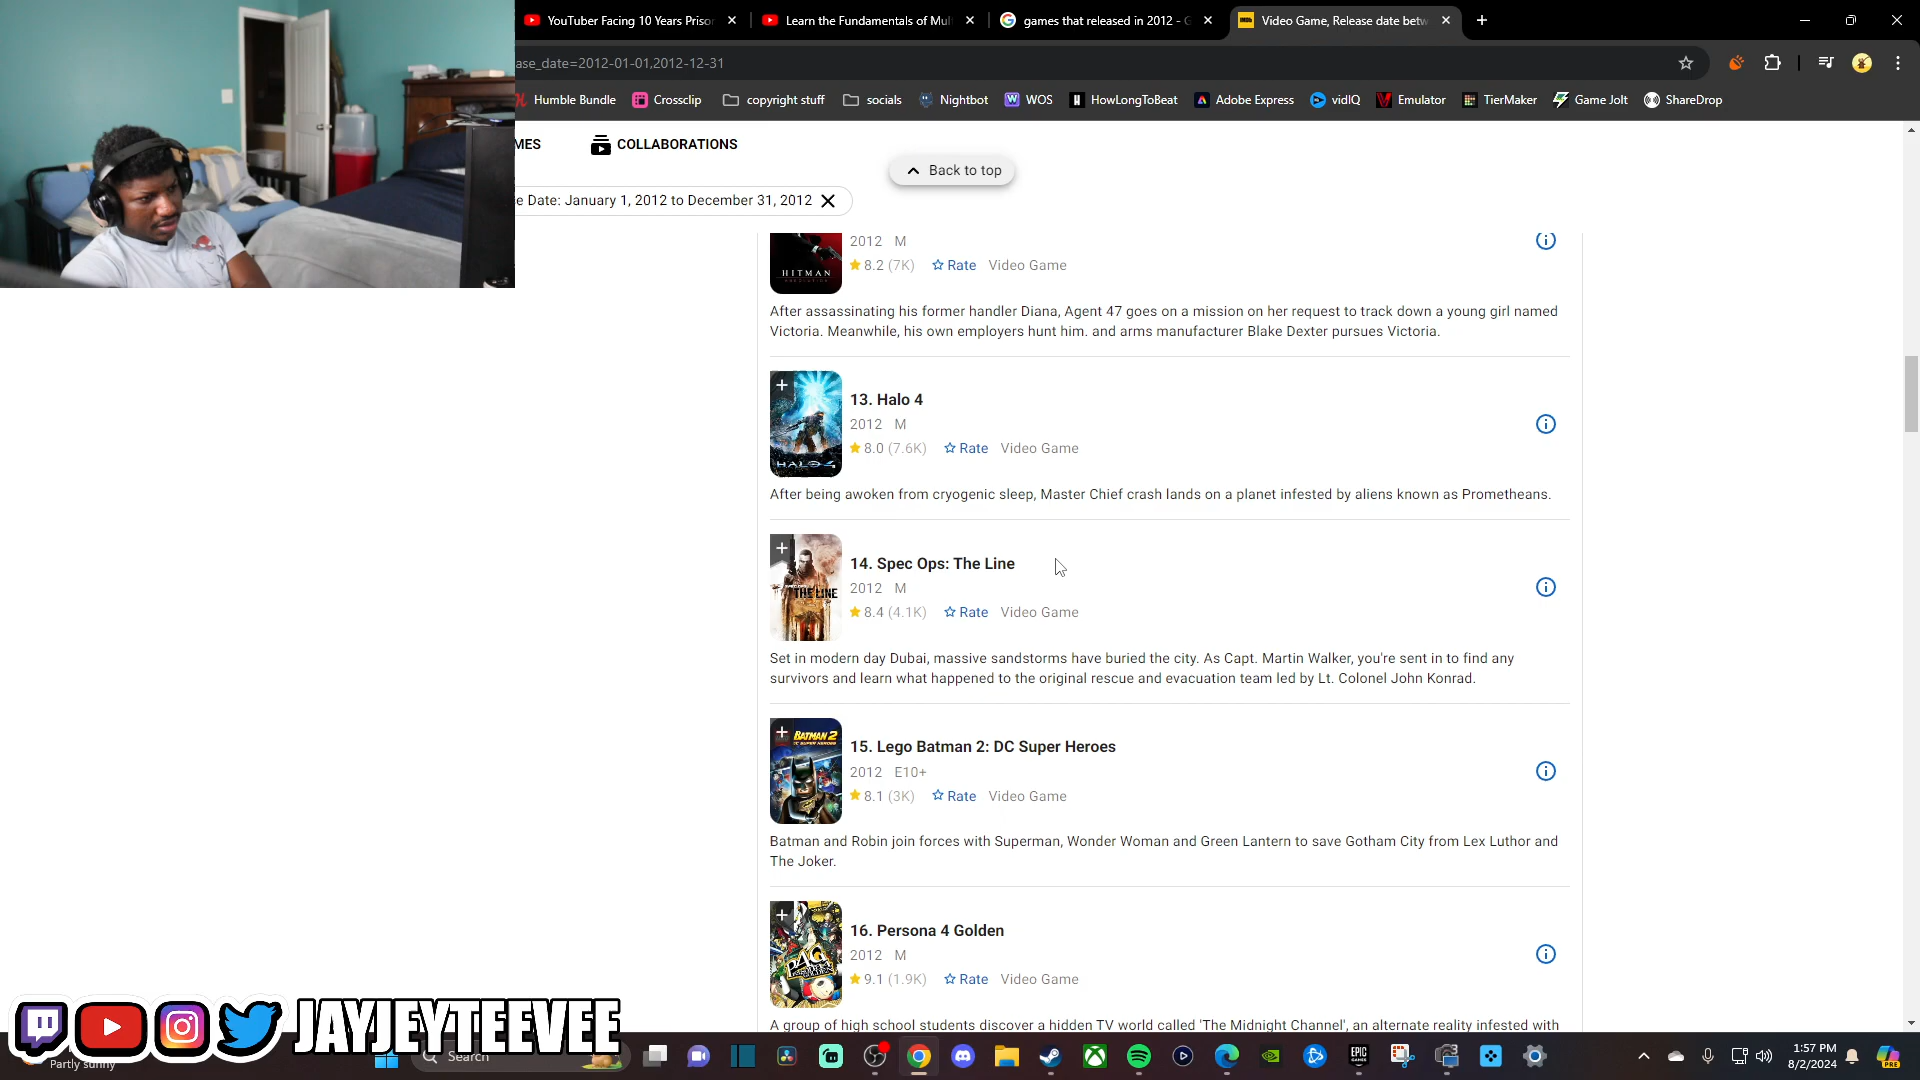 YouTuber Facing 10 Years Prison
Learn the Fundamentals of Mul
games that released in 2012 - G
Video Game, Release date betw
ase_date=2012-01-01,2012-12-31
Humble Bundle
Crossclip
copyright stuff
socials
Nightbot
WOS
HowLongToBeat
Adobe Express
vidIQ
Emulator
TierMaker
Game Jolt
ShareDrop
MES
COLLABORATIONS
Back to top
e Date: January 1, 2012 to December 31, 2012
HITMAN
2012 M
8.2 (7K) Rate Video Game
After assassinating his former handler Diana, Agent 47 goes on a mission on her request to track down a young girl named
Victoria. Meanwhile, his own employers hunt him. and arms manufacturer Blake Dexter pursues Victoria.
HALO 4
13. Halo 4
2012 M
8.0 (7.6K) Rate Video Game
After being awoken from cryogenic sleep, Master Chief crash lands on a planet infested by aliens known as Prometheans.
THE LINE
14. Spec Ops: The Line
2012 M
8.4 (4.1K) Rate Video Game
Set in modern day Dubai, massive sandstorms have buried the city. As Capt. Martin Walker, you're sent in to find any
survivors and learn what happened to the original rescue and evacuation team led by Lt. Colonel John Konrad.
BATMAN 2
DC SUPER HEROES
15. Lego Batman 2: DC Super Heroes
2012 E10+
8.1 (3K) Rate Video Game
Batman and Robin join forces with Superman, Wonder Woman and Green Lantern to save Gotham City from Lex Luthor and
The Joker.
P4G
16. Persona 4 Golden
2012 M
9.1 (1.9K) Rate Video Game
A group of high school students discover a hidden TV world called 'The Midnight Channel', an alternate reality infested with
JAYJEYTEEVEE
Partly sunny
Search
EPIC
GAMES
1:57 PM
8/2/2024
PRE